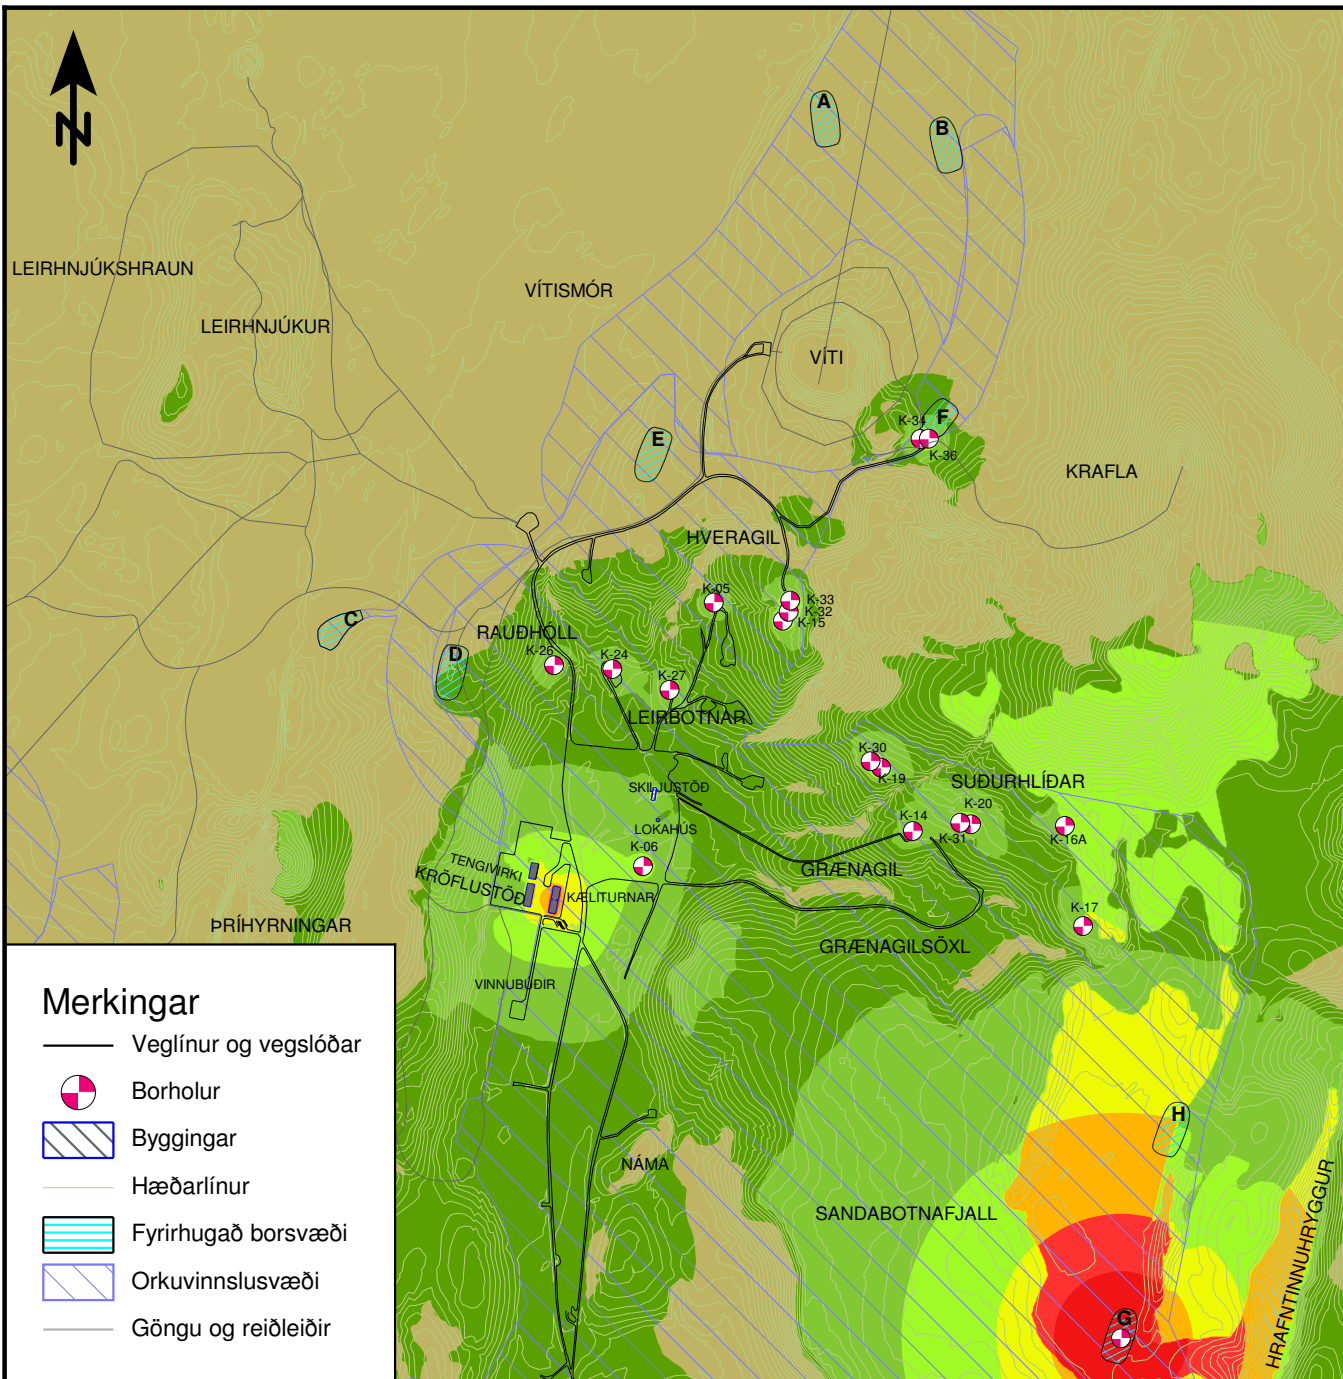 N
A
B
LEIRHNJÚKSHRAUN
VÍTISMÓR
LEIRHNJÚKUR
VÍTI
F
K-34
K-36
E
KRAFLA
HVERAGIL
K-05
K-33
K-32
K-15
C
RAUÐHÓLL
D
K-26
K-24
K-27
LEIRBOTNAR
K-30
K-19
SUÐURHLÍÐAR
SKILJUSTÖÐ
K-20
K-14
K-31
K-16A
LOKAHÚS
K-06
TENGIVIRKI
GRÆNAGIL
KRÖFLUSTÖÐ
KÆLITURNAR
K-17
ÞRÍHYRNINGAR
GRÆNAGILSÖXL
VINNUBÚÐIR
H
NÁMA
SANDABOTNAFJALL
HRAFNTINNUHRYGGUR
G
Merkingar
Veglínur og vegslóðar
Borholur
Byggingar
Hæðarlínur
Fyrirhugað borsvæði
Orkuvinnslusvæði
Göngu og reiðleiðir